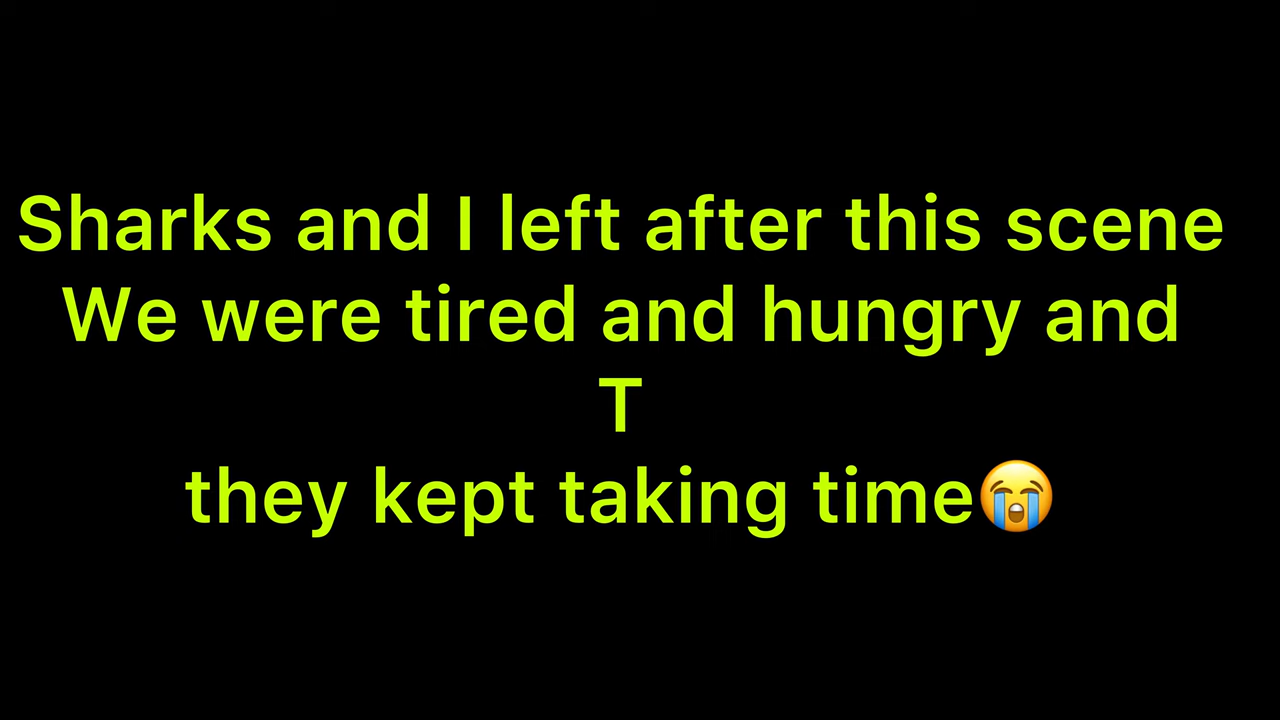 Sharks and I left after this scene
We were tired and hungry and
T
they kept taking time😭